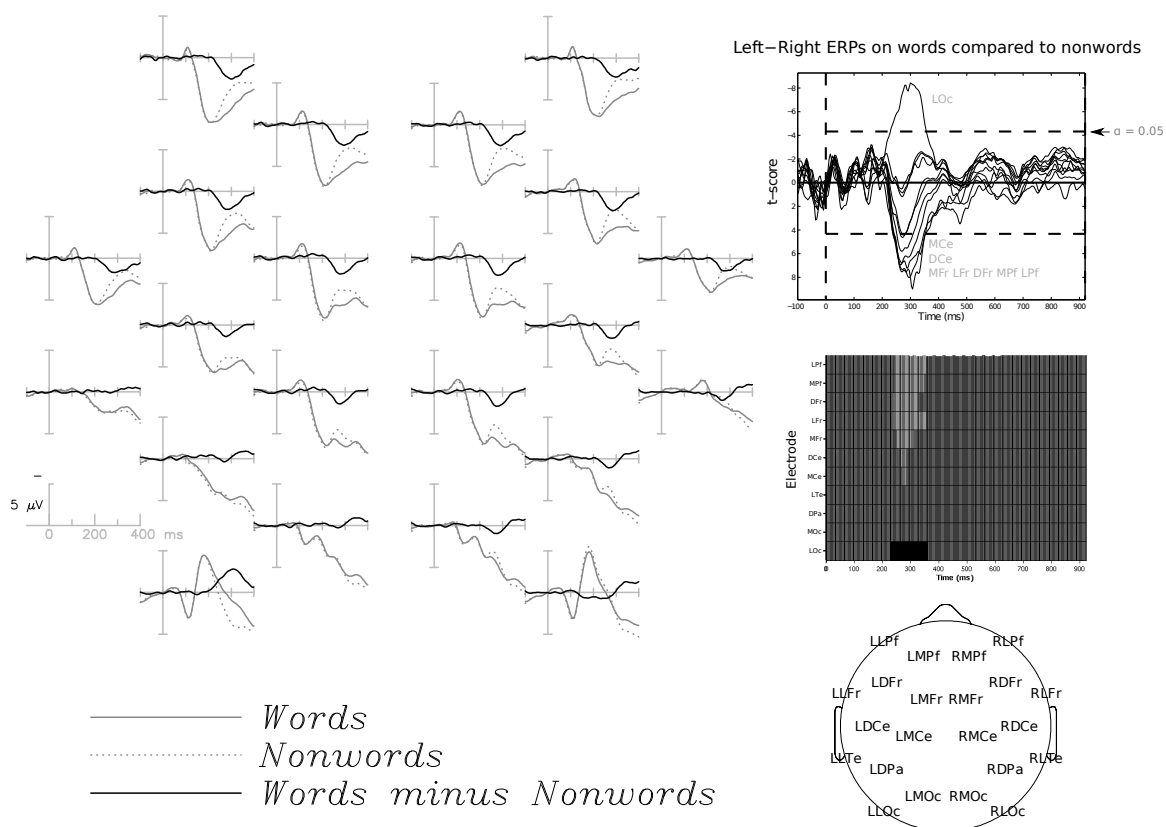 5 μV
0 200 400 ms
Words
Nonwords
Words minus Nonwords
Left−Right ERPs on words compared to nonwords
t−score
−8
−6
−4
−2
0
2
4
6
8
LOc
α = 0.05
MCe
DCe
MFr LFr DFr MPf LPf
−100 0 100 200 300 400 500 600 700 800 900
Time (ms)
Electrode
LPf
MPf
DFr
LFr
MFr
DCe
MCe
LTe
DPa
MOc
LOc
0 100 200 300 400 500 600 700 800 900
Time (ms)
LLPf RLPf
LMPf RMPf
LDFr RDFr
LLFr LMFr RMFr RLFr
LDCe RDCe
LMCe RMCe
LLTe RLTe
LDPa RDPa
LMOc RMOc
LLOc RLOc